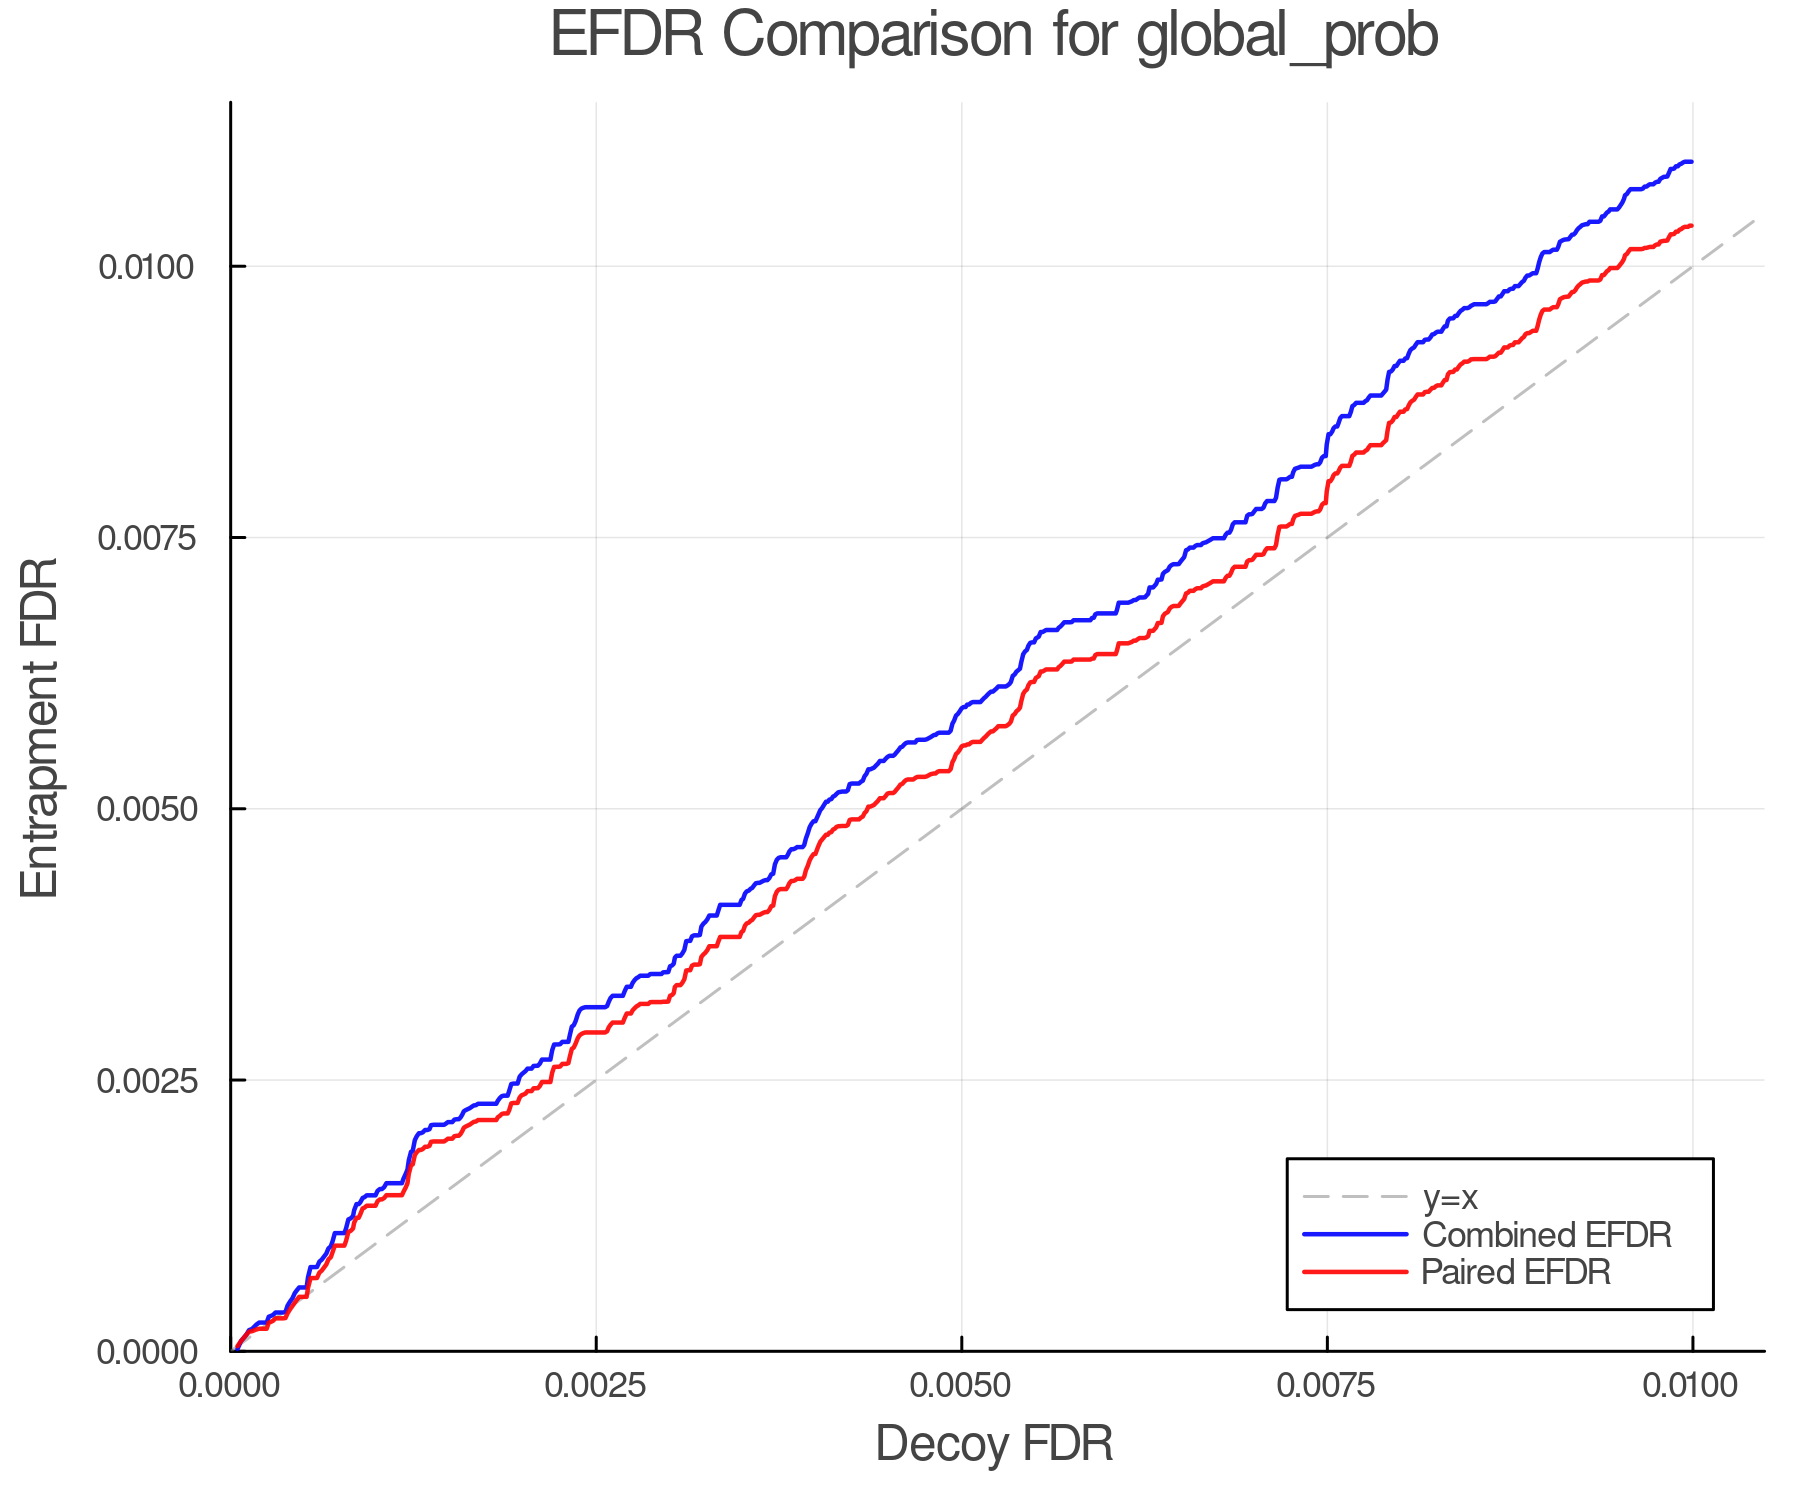 EFDR Comparison for global_prob
Entrapment FDR
0.0100
0.0075
0.0050
0.0025
0.0000
0.0000 0.0025 0.0050 0.0075 0.0100
Decoy FDR
y=x
Combined EFDR
Paired EFDR